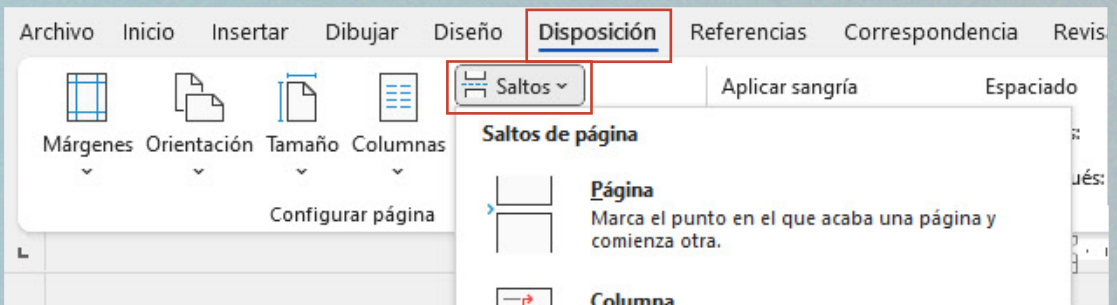 Archivo Inicio Insertar Dibujar Diseño Disposición Referencias Correspondencia
Saltos Aplicar sangría Espaciado
Márgenes Orientación Tamaño Columnas
Configurar página
Saltos de página
Página
Marca el punto en el que acaba una página y
comienza otra.
Columna